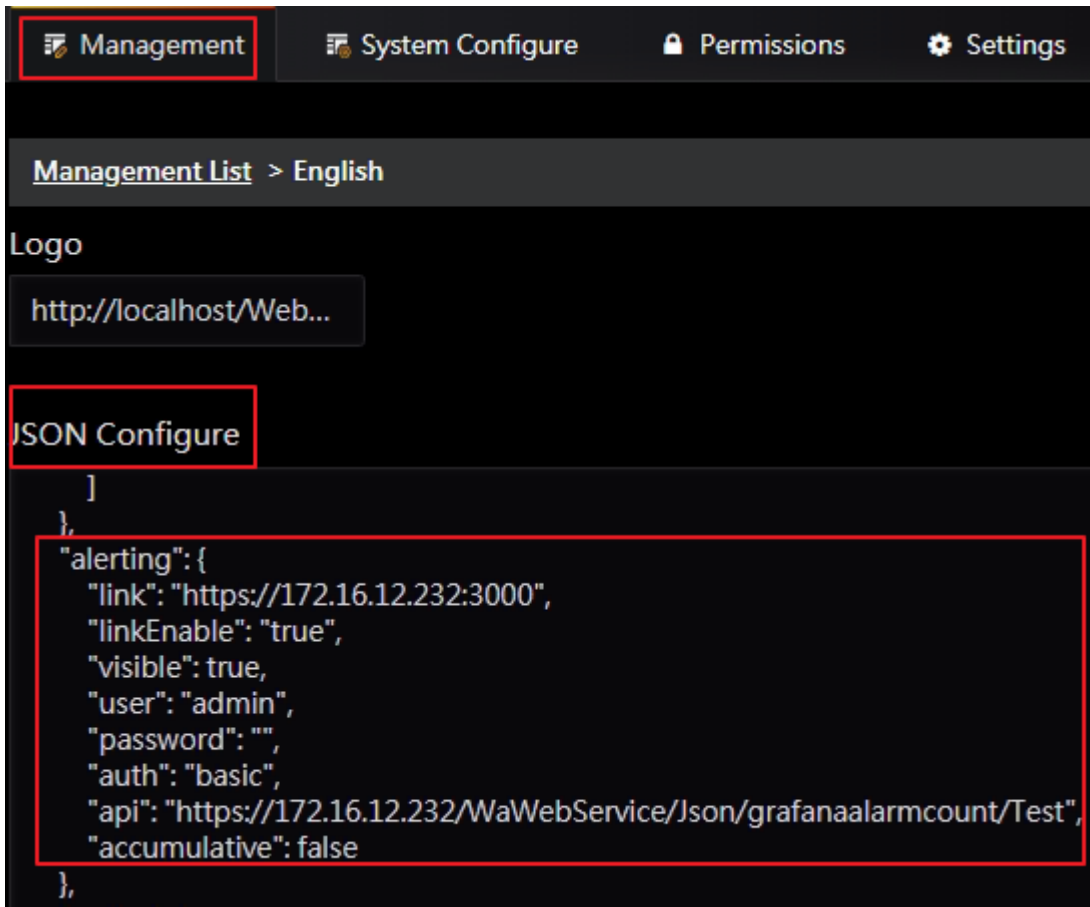 Management System Configure Permissions Settings
Management List > English
Logo
http://localhost/Web...
JSON Configure
]
},
"alerting": {
"link": "https://172.16.12.232:3000",
"linkEnable": "true",
"visible": true,
"user": "admin",
"password": "",
"auth": "basic",
"api": "https://172.16.12.232/WaWebService/Json/grafanaalarmcount/Test",
"accumulative": false
},